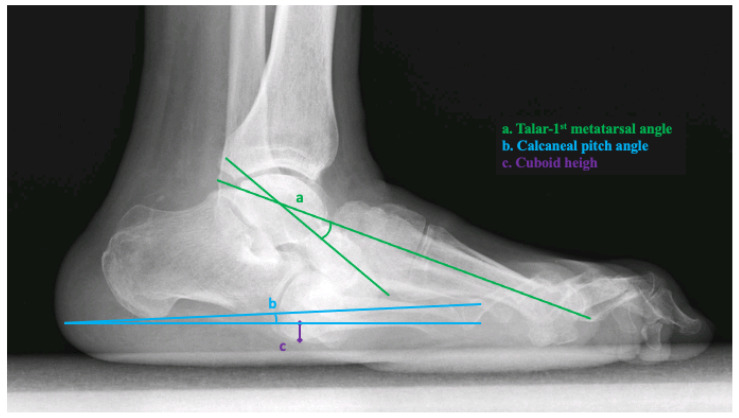 a. Talar-1st metatarsal angle
b. Calcaneal pitch angle
c. Cuboid heigh
a
b
c